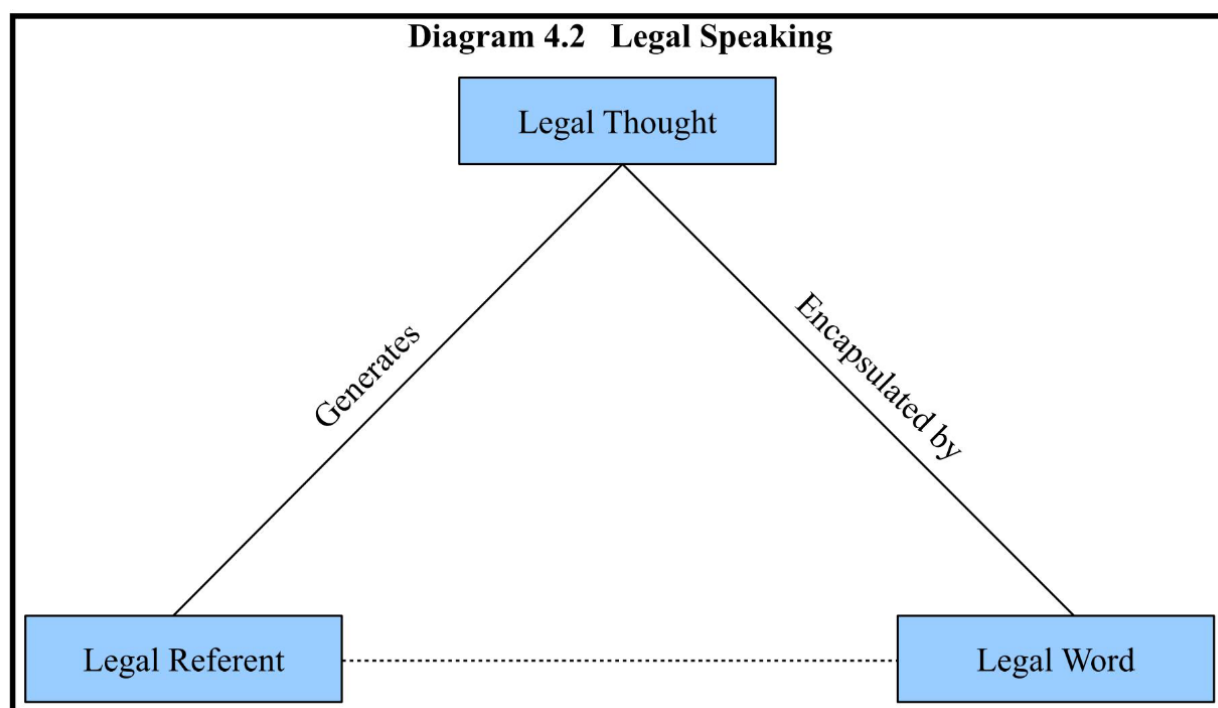 Diagram 4.2 Legal Speaking
Legal Thought
Generates
Encapsulated by
Legal Referent
Legal Word